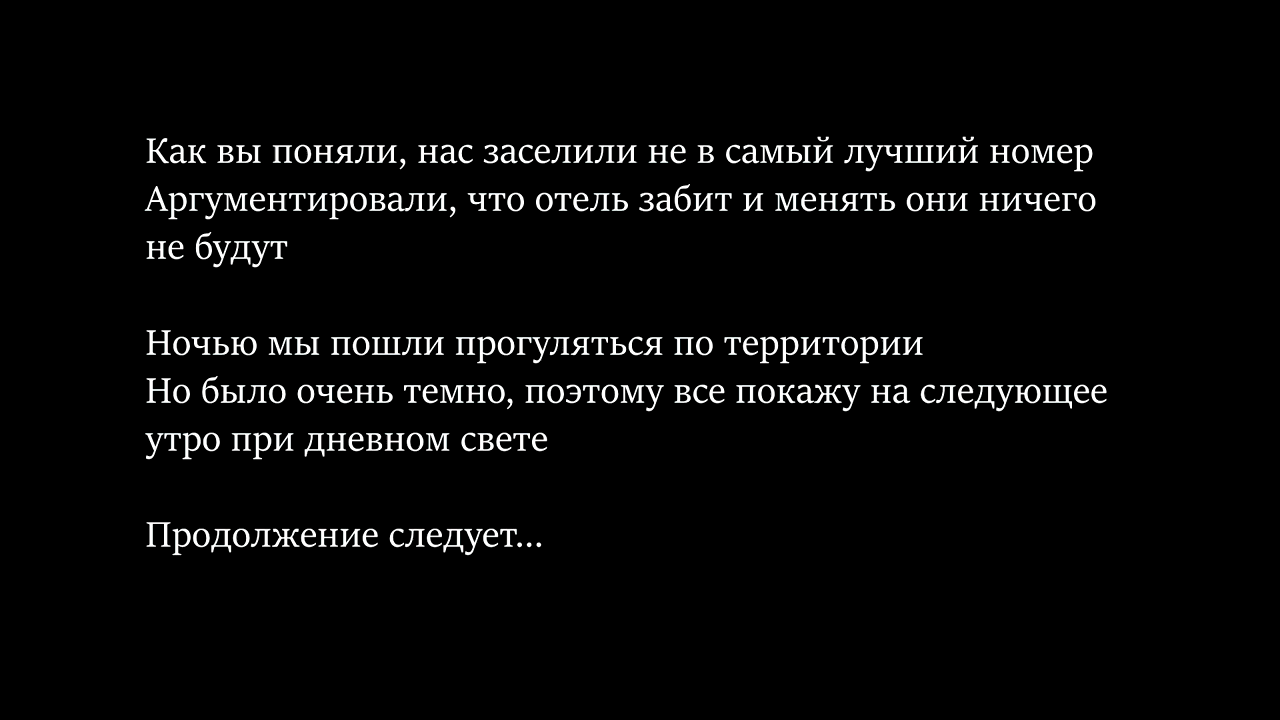 Как вы поняли, нас заселили не в самый лучший номер
Аргументировали, что отель забит и менять они ничего
не будут
Ночью мы пошли прогуляться по территории
Но было очень темно, поэтому все покажу на следующее
утро при дневном свете
Продолжение следует...